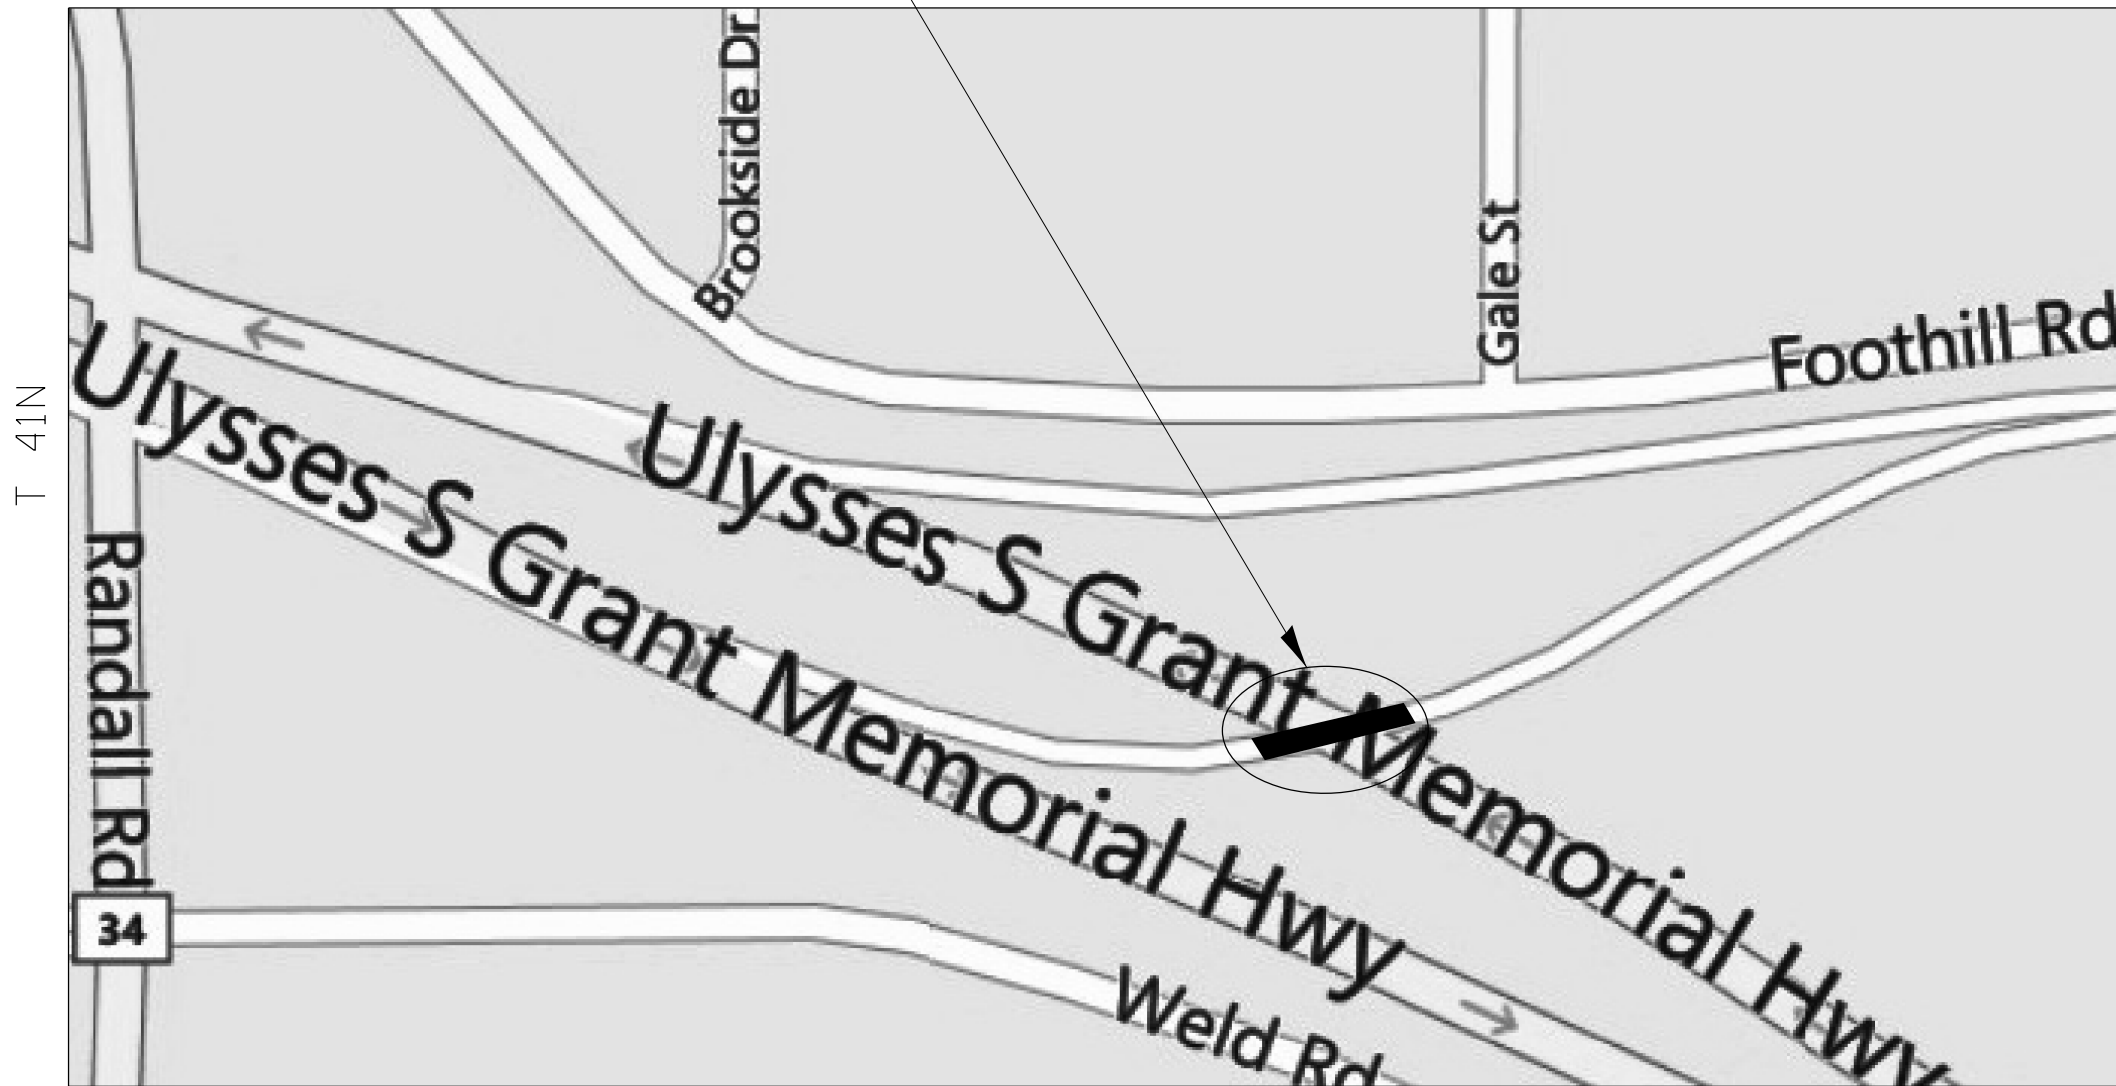 Brookside Dr
Gale St
Foothill Rd
T 41N
Ulysses S Grant Memorial Hwy
Ulysses S Grant Memorial Hwy
Randall Rd
34
Weld Rd